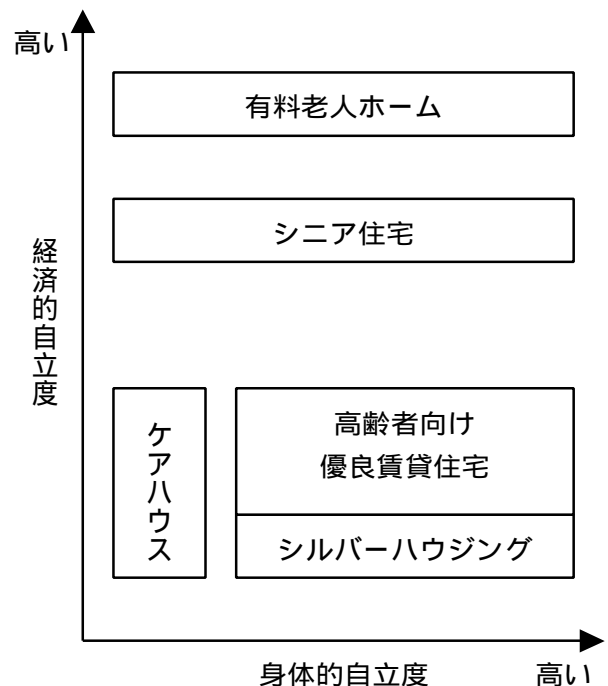 高い
有料老人ホーム
シニア住宅
経済的自立度
ケアハウス
高齢者向け
優良賃貸住宅
シルバーハウジング
身体的自立度
高い